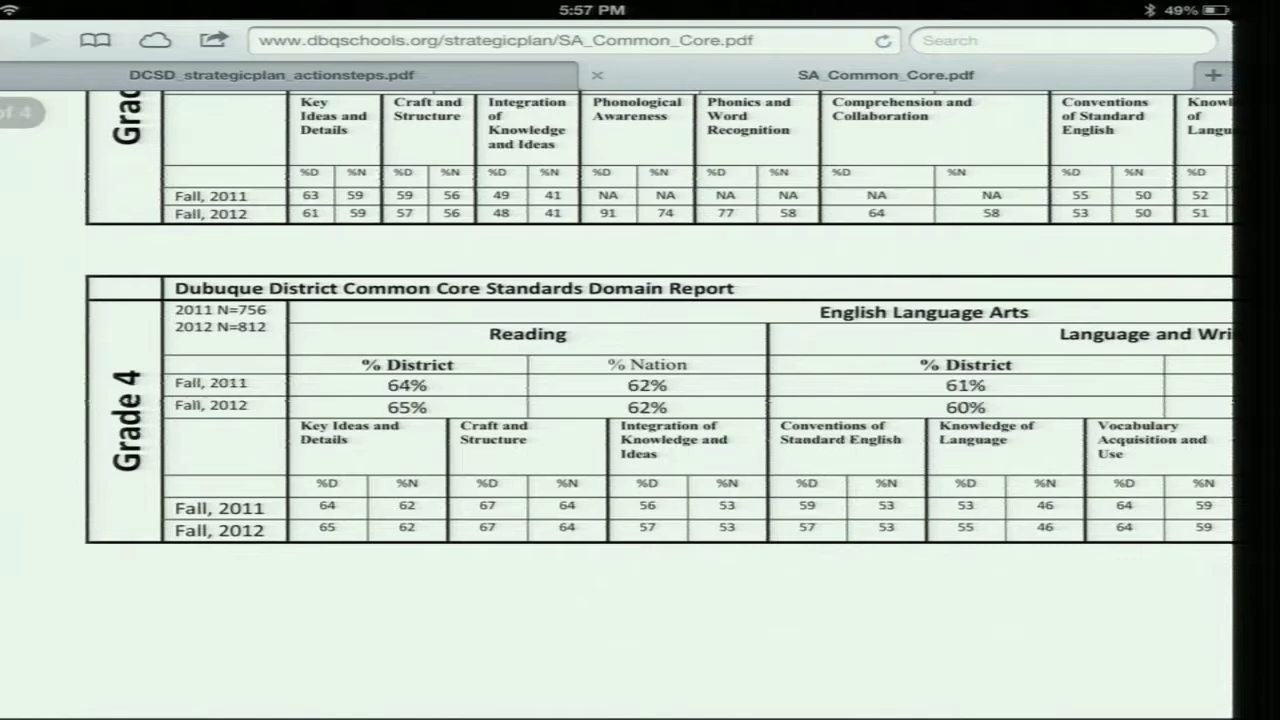 5:57 PM
49%
www.dbqschools.org/strategicplan/SA_Common_Core.pdf
Search
DCSD_strategicplan_actionsteps.pdf
SA_Common_Core.pdf
of 4
Key Ideas and Details
Craft and Structure
Integration of Knowledge and Ideas
Phonological Awareness
Phonics and Word Recognition
Comprehension and Collaboration
Conventions of Standard English
%D %N %D %N %D %N %D %N %D %N %D %N %D %N %D
Fall, 2011 63 59 59 56 49 41 NA NA NA NA NA NA 55 50 52
Fall, 2012 61 59 57 56 48 41 91 74 77 58 64 58 53 50 51
Grade 4
Dubuque District Common Core Standards Domain Report
2011 N=756
2012 N=812
English Language Arts
Reading
Language and Wri
% District % Nation % District
Fall, 2011 64% 62% 61%
Fall, 2012 65% 62% 60%
Key Ideas and Details
Craft and Structure
Integration of Knowledge and Ideas
Conventions of Standard English
Knowledge of Language
Vocabulary Acquisition and Use
%D %N %D %N %D %N %D %N %D %N %D %N
Fall, 2011 64 62 67 64 56 53 59 53 53 46 64 59
Fall, 2012 65 62 67 64 57 53 57 53 55 46 64 59